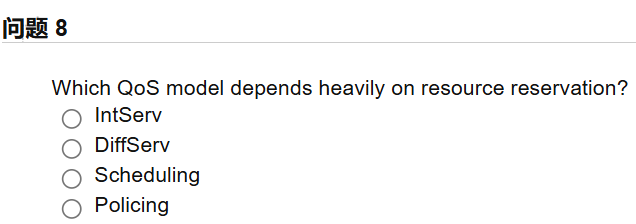 问题 8
Which QoS model depends heavily on resource reservation?
IntServ
DiffServ
Scheduling
Policing